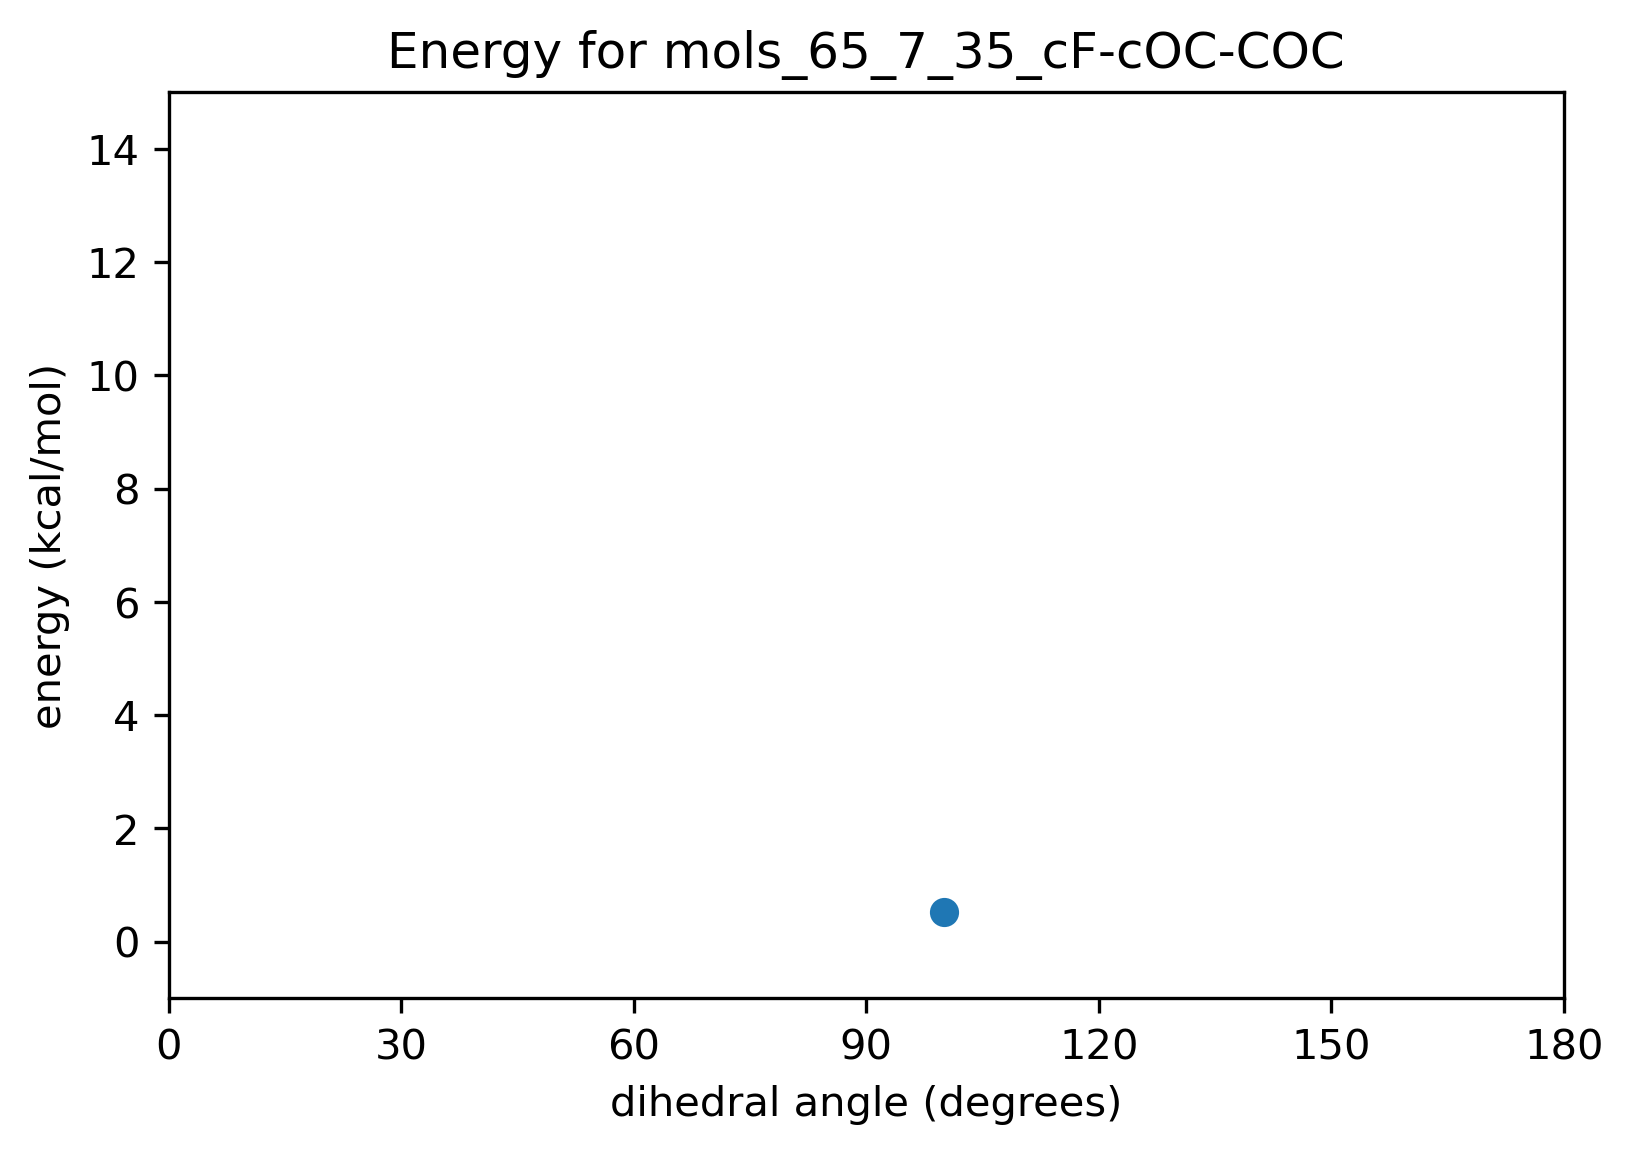 Energy for mols_65_7_35_cF-cOC-COC
14
12
10
8
6
4
2
0
energy (kcal/mol)
0 30 60 90 120 150 180
dihedral angle (degrees)